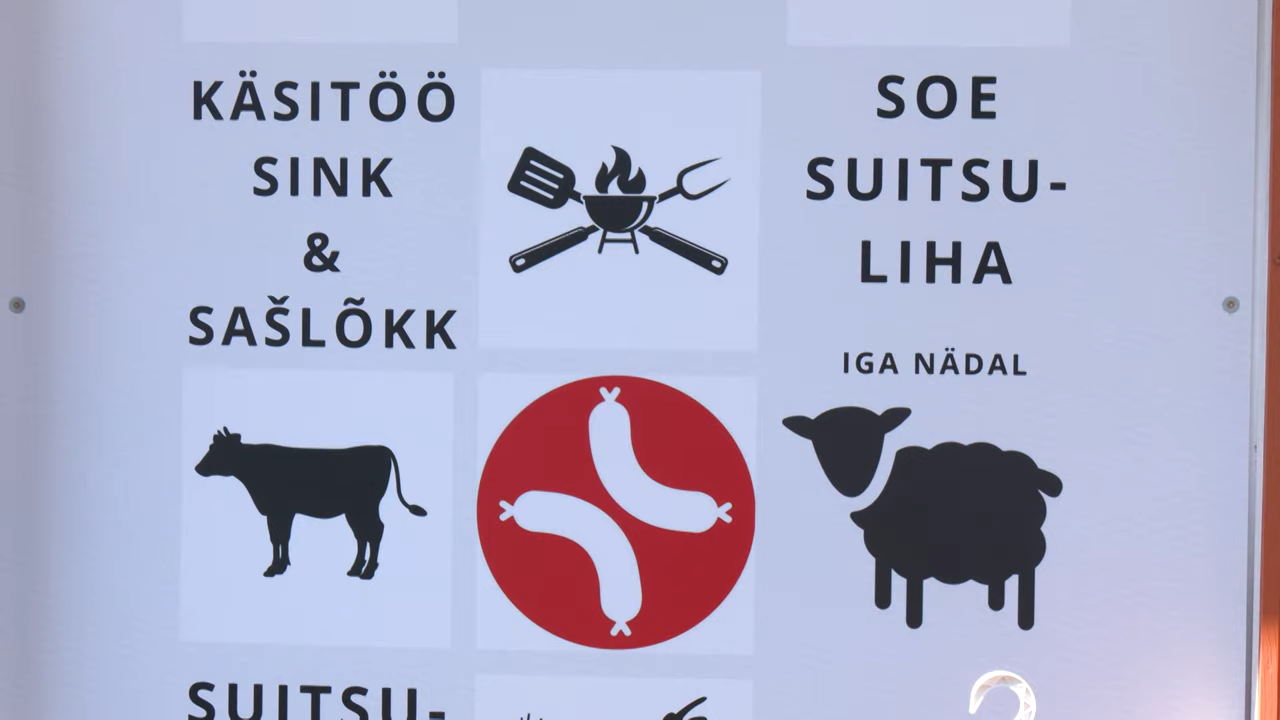 KÄSITÖÖ
SINK
&
SAŠLÕKK
SOE
SUITSU-
LIHA
IGA NÄDAL
SUITSU-